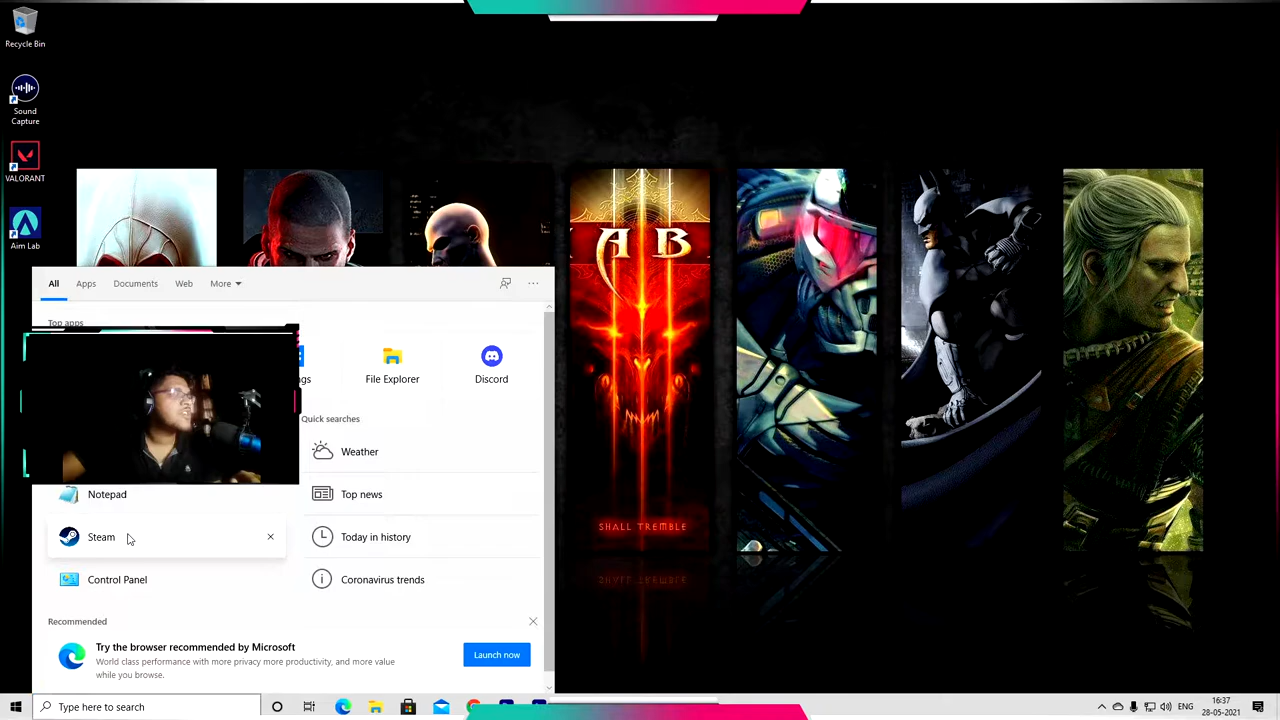 Recycle Bin
Sound
Capture
VALORANT
Aim Lab
All
Apps
Documents
Web
More
Top apps
File Explorer
Discord
Quick searches
Weather
Notepad
Top news
Steam
Today in history
Control Panel
Coronavirus trends
Recommended
Try the browser recommended by Microsoft
World class performance with more privacy more productivity, and more value
while you browse.
Launch now
SHALL TREMBLE
Type here to search
ENG
16:37
28-05-2021